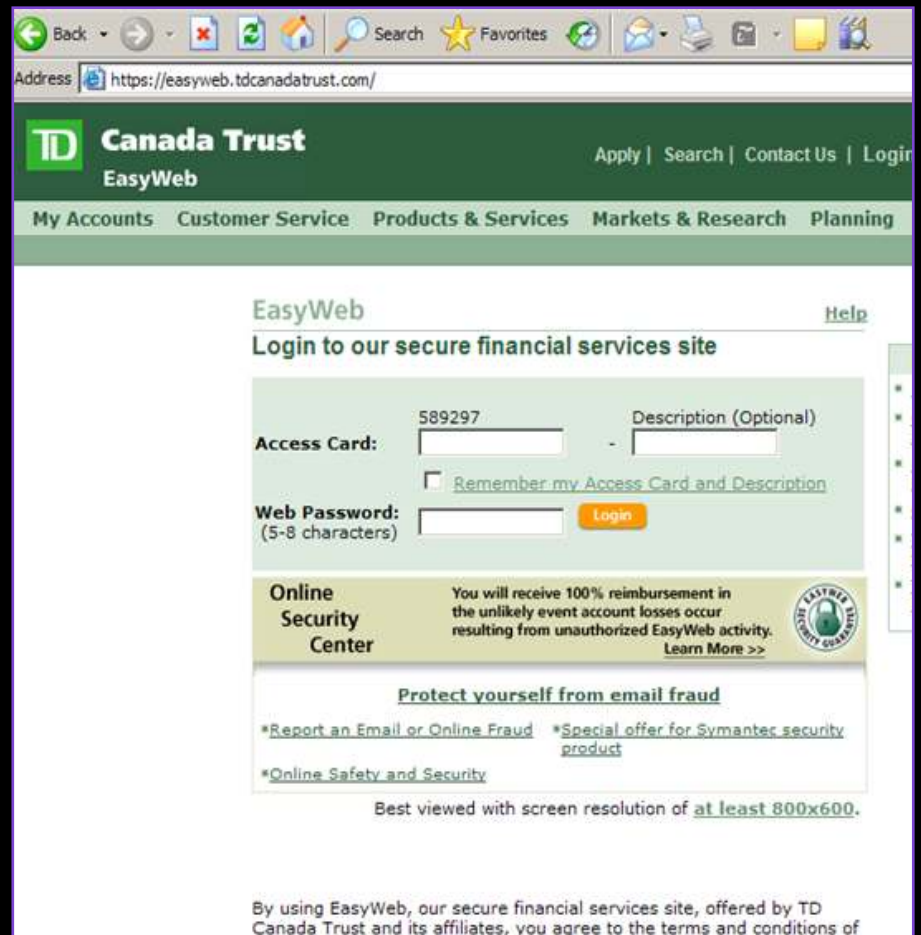 Back
Search
Favorites
Address https://easyweb.tdcanadatrust.com/
TD Canada Trust
EasyWeb
Apply | Search | Contact Us | Login
My Accounts Customer Service Products & Services Markets & Research Planning
EasyWeb Help
Login to our secure financial services site
589297 Description (Optional)
Access Card: -
Remember my Access Card and Description
Web Password: Login
(5-8 characters)
Online
Security
Center
You will receive 100% reimbursement in
the unlikely event account losses occur
resulting from unauthorized EasyWeb activity.
Learn More >>
EASYWEB SECURITY GUARANTEE
Protect yourself from email fraud
*Report an Email or Online Fraud
*Special offer for Symantec security
product
*Online Safety and Security
Best viewed with screen resolution of at least 800x600.
By using EasyWeb, our secure financial services site, offered by TD
Canada Trust and its affiliates, you agree to the terms and conditions of